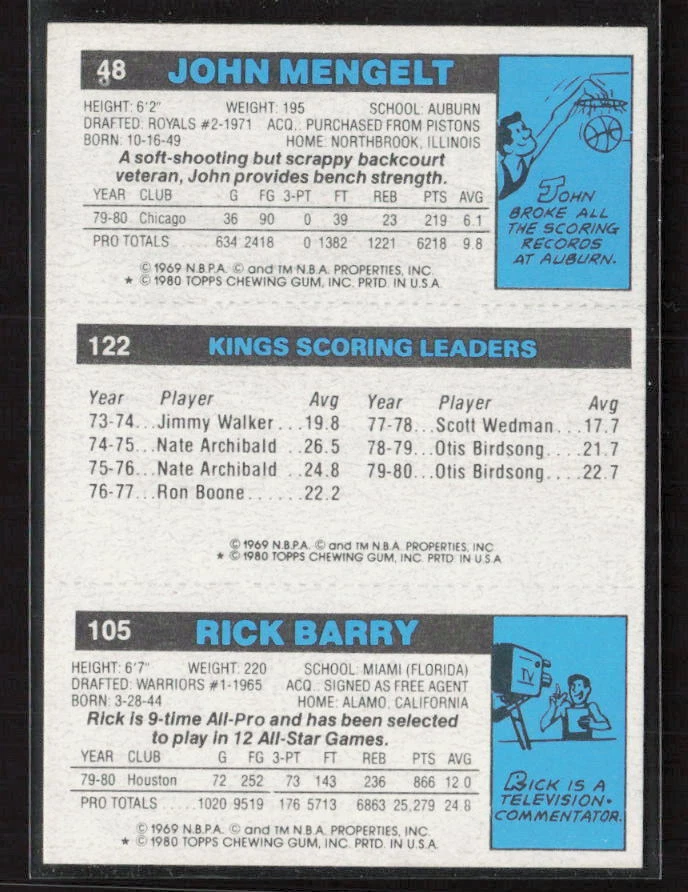 48 JOHN MENGELT
HEIGHT: 6'2" WEIGHT: 195 SCHOOL: AUBURN
DRAFTED: ROYALS #2-1971 ACQ.: PURCHASED FROM PISTONS
BORN: 10-16-49 HOME: NORTHBROOK, ILLINOIS
A soft-shooting but scrappy backcourt
veteran, John provides bench strength.
YEAR CLUB G FG 3-PT FT REB PTS AVG
79-80 Chicago 36 90 0 39 23 219 6.1
PRO TOTALS ..... 634 2418 0 1382 1221 6218 9.8
© 1969 N.B.P.A. © and TM N.B.A. PROPERTIES, INC.
★ © 1980 TOPPS CHEWING GUM, INC. PRTD. IN U.S.A.
JOHN
BROKE ALL
THE SCORING
RECORDS
AT AUBURN.
122 KINGS SCORING LEADERS
Year Player Avg Year Player Avg
73-74...Jimmy Walker...19.8 77-78...Scott Wedman...17.7
74-75...Nate Archibald ..26.5 78-79...Otis Birdsong....21.7
75-76...Nate Archibald ..24.8 79-80...Otis Birdsong....22.7
76-77...Ron Boone......22.2
© 1969 N.B.P.A. © and TM N.B.A. PROPERTIES, INC
★ © 1980 TOPPS CHEWING GUM, INC. PRTD. IN U.S.A
105 RICK BARRY
HEIGHT: 6'7" WEIGHT: 220 SCHOOL: MIAMI (FLORIDA)
DRAFTED: WARRIORS #1-1965 ACQ.: SIGNED AS FREE AGENT
BORN: 3-28-44 HOME: ALAMO, CALIFORNIA
Rick is 9-time All-Pro and has been selected
to play in 12 All-Star Games.
YEAR CLUB G FG 3-PT FT REB PTS AVG
79-80 Houston 72 252 73 143 236 866 12.0
PRO TOTALS ..... 1020 9519 176 5713 6863 25,279 24.8
© 1969 N.B.P.A. © and TM N.B.A. PROPERTIES, INC.
★ © 1980 TOPPS CHEWING GUM, INC. PRTD. IN U.S.A.
TV
RICK IS A
TELEVISION-
COMMENTATOR.